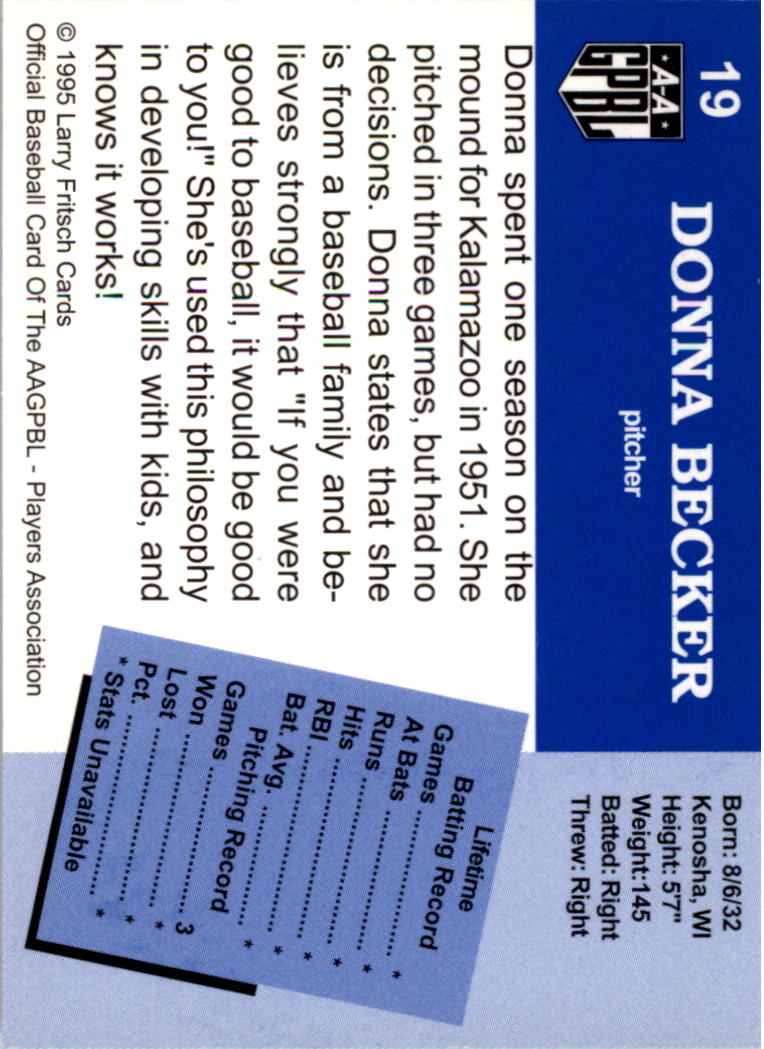 19
A-A
GPBL
DONNA BECKER
pitcher
Born: 8/6/32
Kenosha, WI
Height: 5'7"
Weight:145
Batted: Right
Threw: Right
Donna spent one season on the
mound for Kalamazoo in 1951. She
pitched in three games, but had no
decisions. Donna states that she
is from a baseball family and be-
lieves strongly that "If you were
good to baseball, it would be good
to you!" She's used this philosophy
in developing skills with kids, and
knows it works!
© 1995 Larry Fritsch Cards
Official Baseball Card Of The AAGPBL - Players Association
Lifetime
Batting Record
Games .......................... *
At Bats ........................ *
Runs ........................... *
Hits ............................. *
RBI .............................. *
Bat. Avg. ..................... *
Pitching Record
Games .......................... 3
Won ............................. *
Lost .............................. *
Pct. ............................... *
* Stats Unavailable